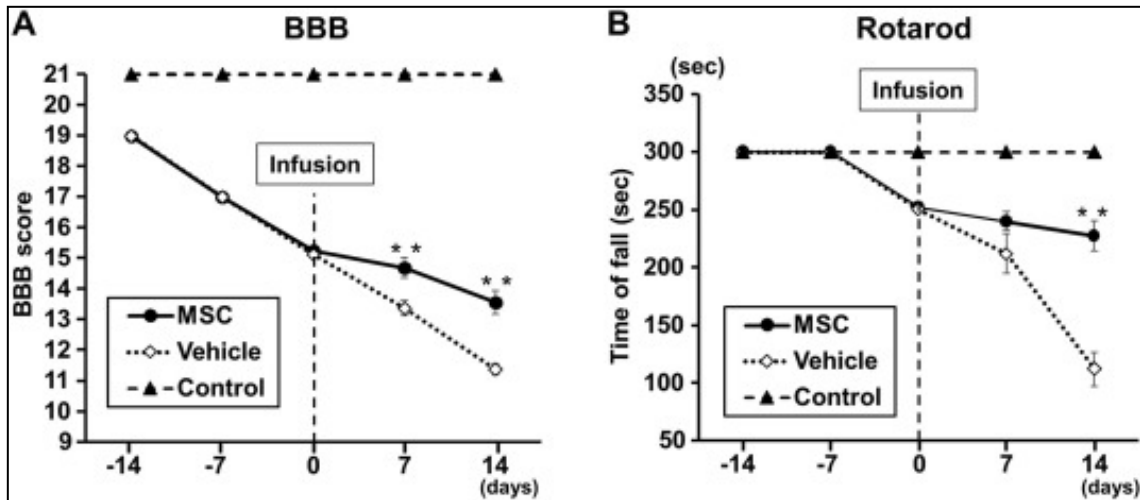 A
BBB
21
20
19
18
17
16
15
14
13
12
11
10
9
BBB score
Infusion
* *
* *
MSC
Vehicle
Control
-14
-7
0
7
14
(days)
B
Rotarod
(sec)
350
300
250
200
150
100
50
Time of fall (sec)
Infusion
* *
MSC
Vehicle
Control
-14
-7
0
7
14
(days)